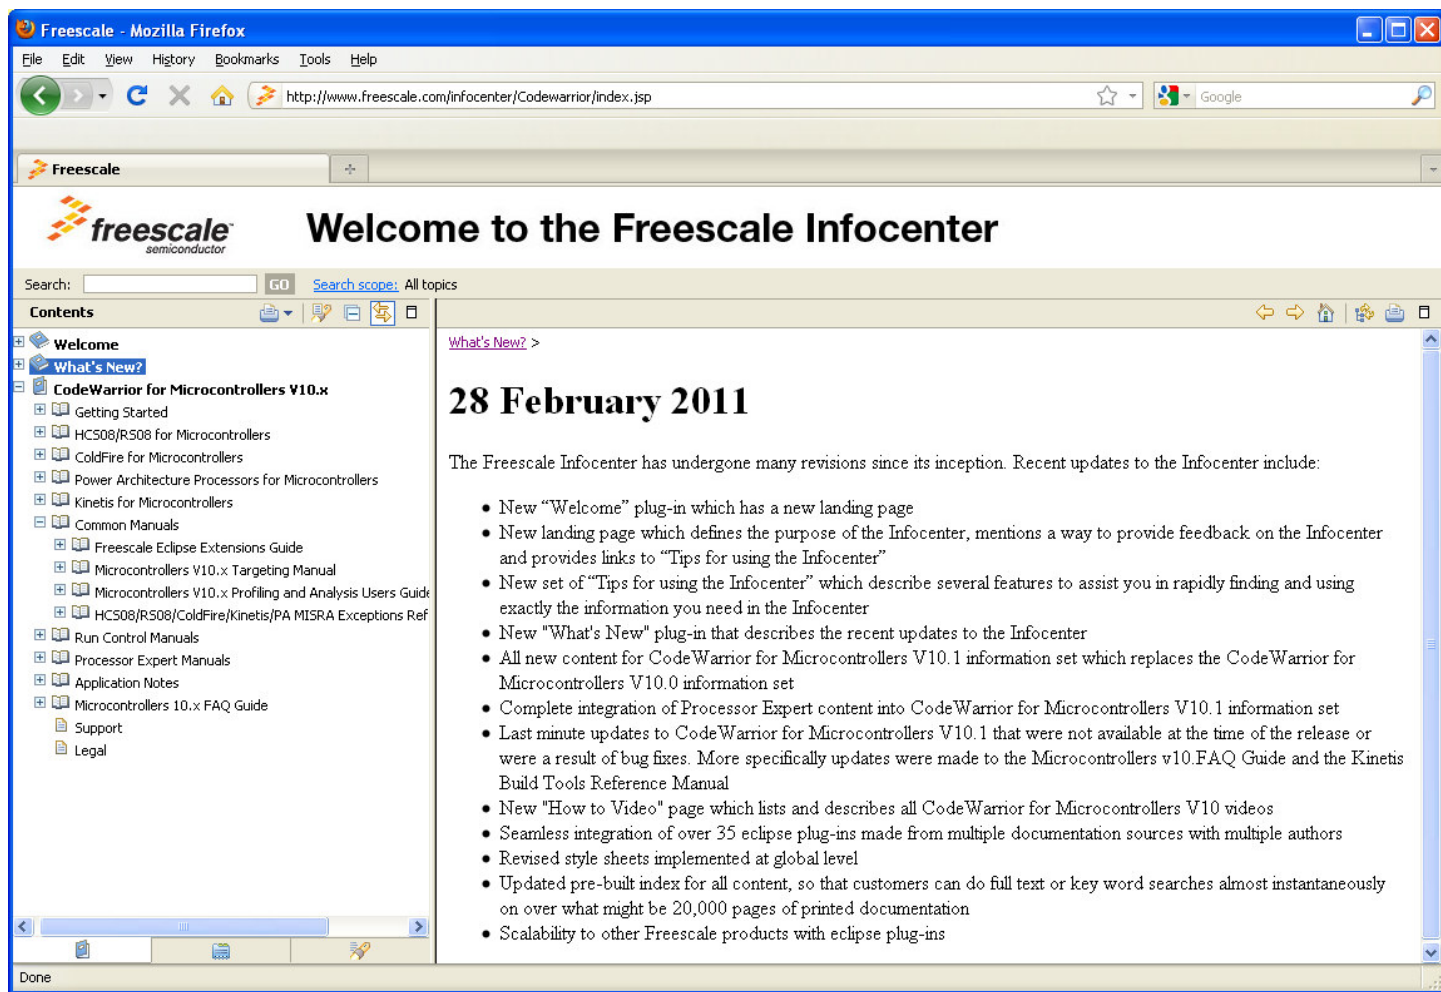 Freescale - Mozilla Firefox
File Edit View History Bookmarks Tools Help
http://www.freescale.com/infocenter/Codewarrior/index.jsp
Google
Freescale
freescale™
semiconductor
Welcome to the Freescale Infocenter
Search:
GO
Search scope: All topics
Contents
Welcome
What's New?
CodeWarrior for Microcontrollers V10.x
Getting Started
HCS08/RS08 for Microcontrollers
ColdFire for Microcontrollers
Power Architecture Processors for Microcontrollers
Kinetis for Microcontrollers
Common Manuals
Freescale Eclipse Extensions Guide
Microcontrollers V10.x Targeting Manual
Microcontrollers V10.x Profiling and Analysis Users Guide
HCS08/RS08/ColdFire/Kinetis/PA MISRA Exceptions Ref
Run Control Manuals
Processor Expert Manuals
Application Notes
Microcontrollers 10.x FAQ Guide
Support
Legal
What's New? >
28 February 2011
The Freescale Infocenter has undergone many revisions since its inception. Recent updates to the Infocenter include:
• New “Welcome” plug-in which has a new landing page
• New landing page which defines the purpose of the Infocenter, mentions a way to provide feedback on the Infocenter
and provides links to “Tips for using the Infocenter”
• New set of “Tips for using the Infocenter” which describe several features to assist you in rapidly finding and using
exactly the information you need in the Infocenter
• New "What's New" plug-in that describes the recent updates to the Infocenter
• All new content for CodeWarrior for Microcontrollers V10.1 information set which replaces the CodeWarrior for
Microcontrollers V10.0 information set
• Complete integration of Processor Expert content into CodeWarrior for Microcontrollers V10.1 information set
• Last minute updates to CodeWarrior for Microcontrollers V10.1 that were not available at the time of the release or
were a result of bug fixes. More specifically updates were made to the Microcontrollers v10.FAQ Guide and the Kinetis
Build Tools Reference Manual
• New "How to Video" page which lists and describes all CodeWarrior for Microcontrollers V10 videos
• Seamless integration of over 35 eclipse plug-ins made from multiple documentation sources with multiple authors
• Revised style sheets implemented at global level
• Updated pre-built index for all content, so that customers can do full text or key word searches almost instantaneously
on over what might be 20,000 pages of printed documentation
• Scalability to other Freescale products with eclipse plug-ins
Done